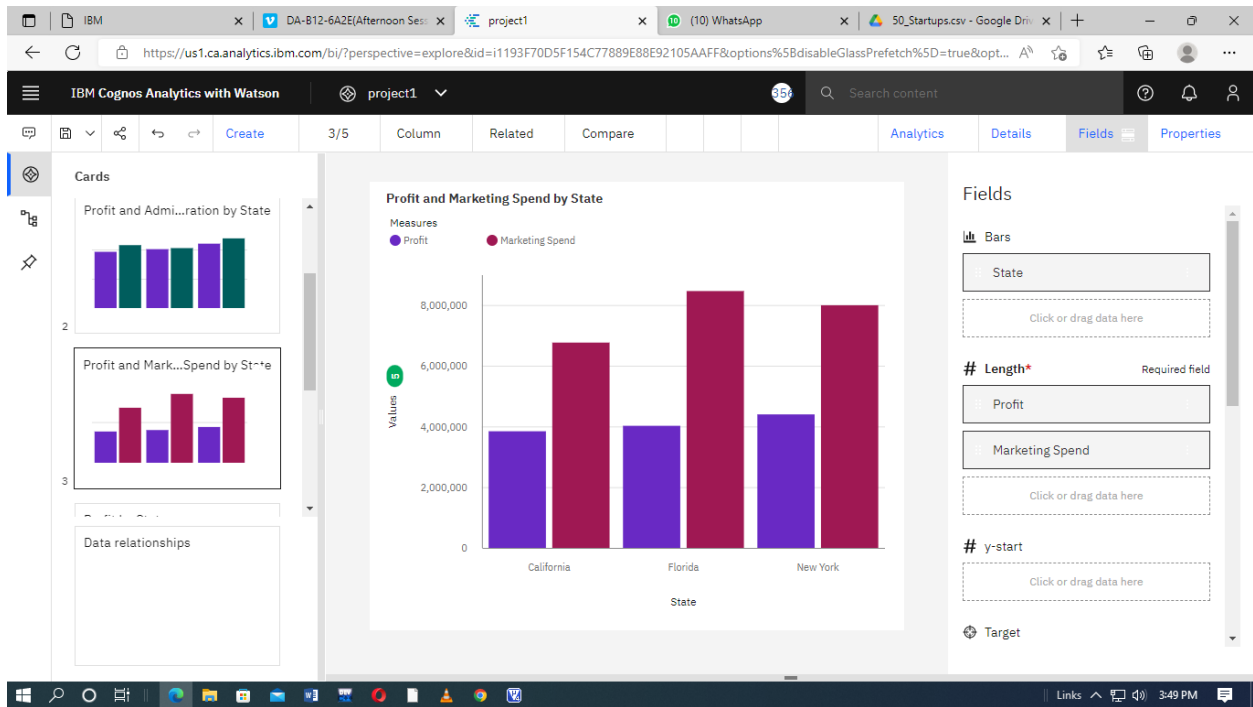 IBM
DA-B12-6A2E(Afternoon Sess
project1
(10) WhatsApp
50_Startups.csv - Google Driv
https://us1.ca.analytics.ibm.com/bi/?perspective=explore&id=i1193F70D5F154C77889E88E92105AAFF&options%5BdisableGlassPrefetch%5D=true&opt...
IBM Cognos Analytics with Watson
project1
356
Search content
Create
3/5
Column
Related
Compare
Analytics
Details
Fields
Properties
Cards
Profit and Admi...ration by State
2
Profit and Mark...Spend by St
3
Data relationships
Profit and Marketing Spend by State
Measures
Profit
Marketing Spend
8,000,000
6,000,000
4,000,000
2,000,000
0
Values
California
Florida
New York
State
Fields
Bars
State
Click or drag data here
# Length*
Required field
Profit
Marketing Spend
Click or drag data here
# y-start
Click or drag data here
Target
Links
3:49 PM